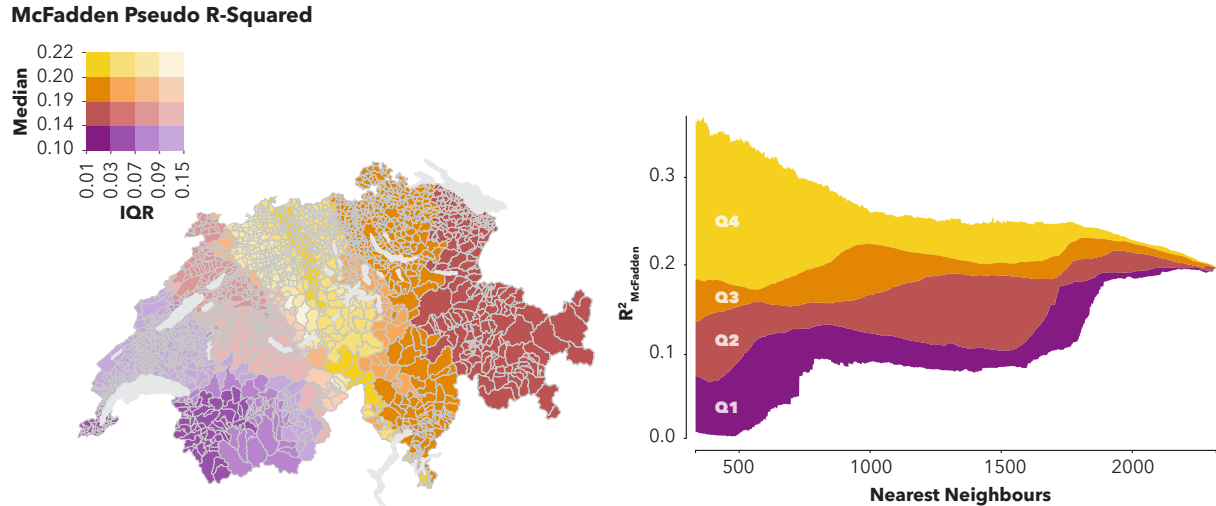 McFadden Pseudo R-Squared
Median
0.22
0.20
0.19
0.14
0.10
0.01
0.03
0.07
0.09
0.15
IQR
R² McFadden
0.3
0.2
0.1
0.0
Q4
Q3
Q2
Q1
500
1000
1500
2000
Nearest Neighbours